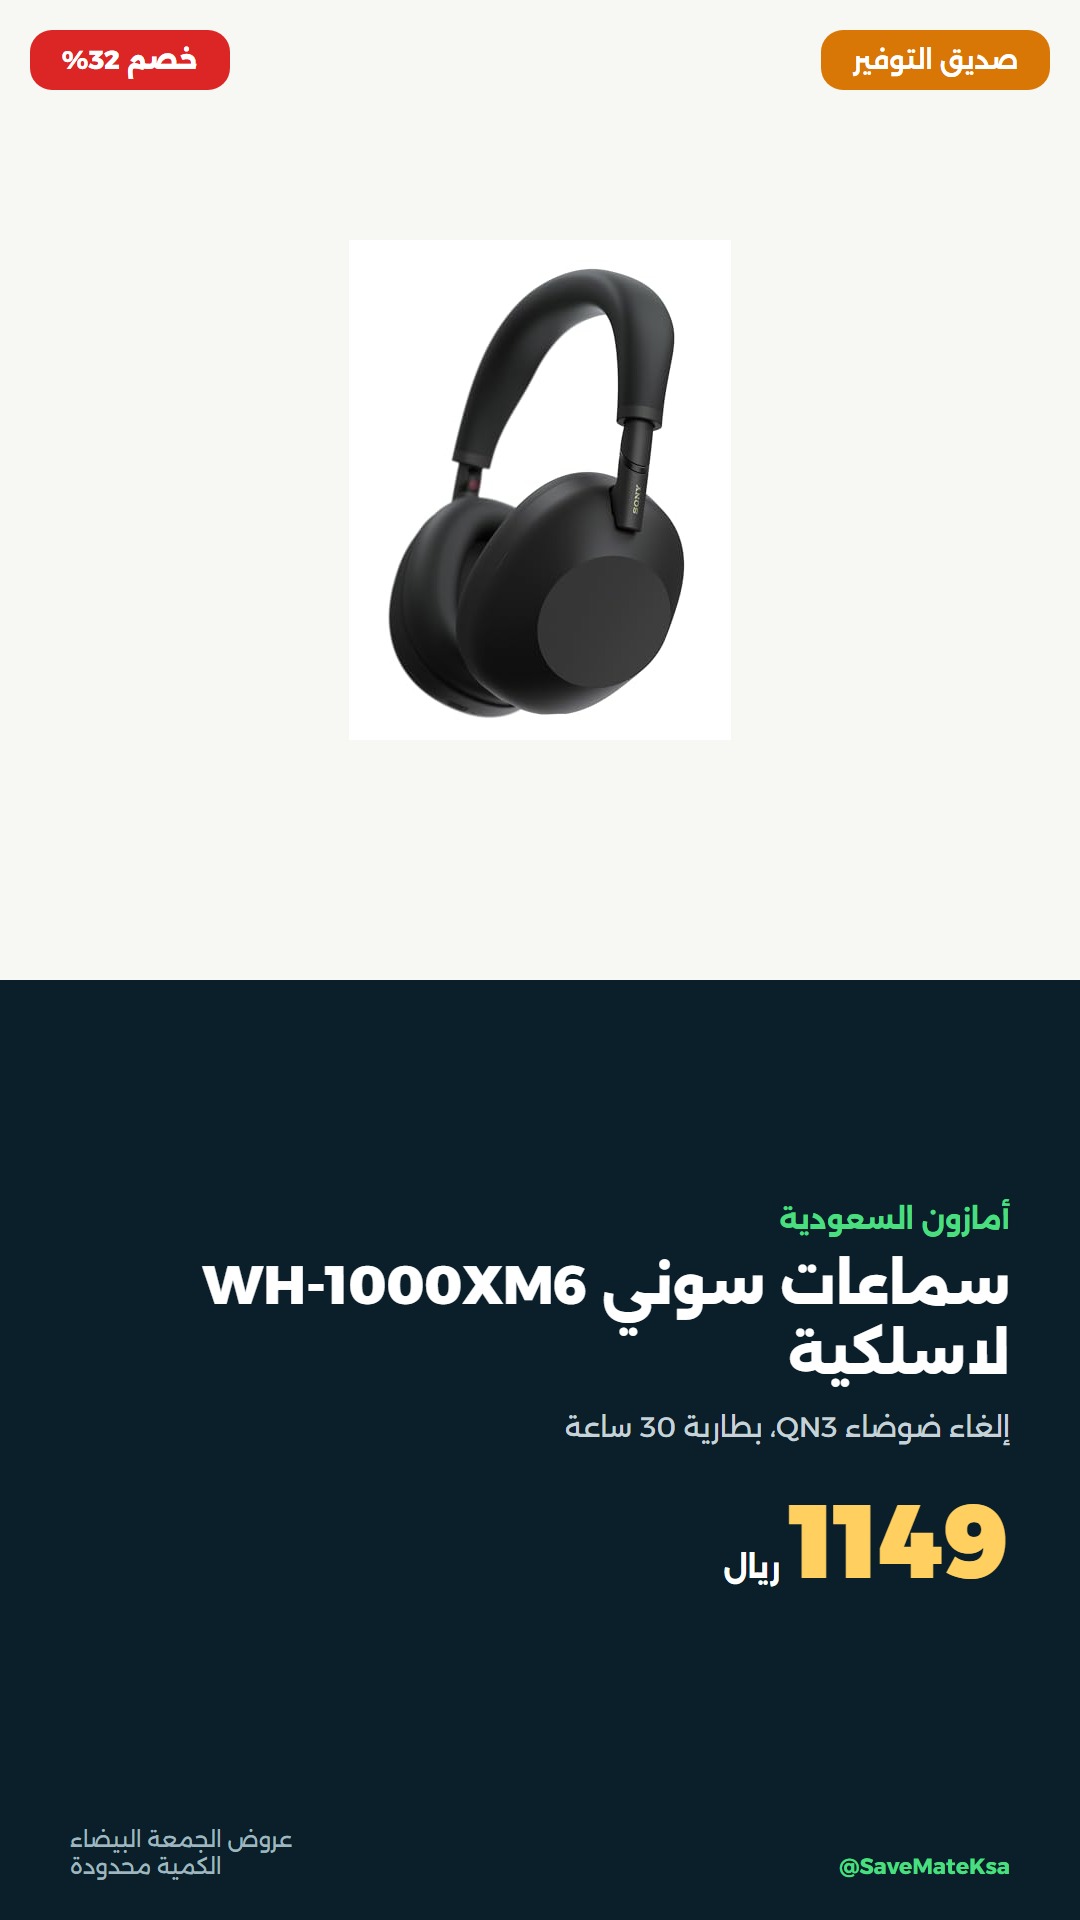 صديق التوفير
خصم 32%
SONY
أمازون السعودية
سماعات سوني WH-1000XM6
لاسلكية
إلغاء ضوضاء QN3، بطارية 30 ساعة
1149 ريال
عروض الجمعة البيضاء
الكمية محدودة
@SaveMateKsa